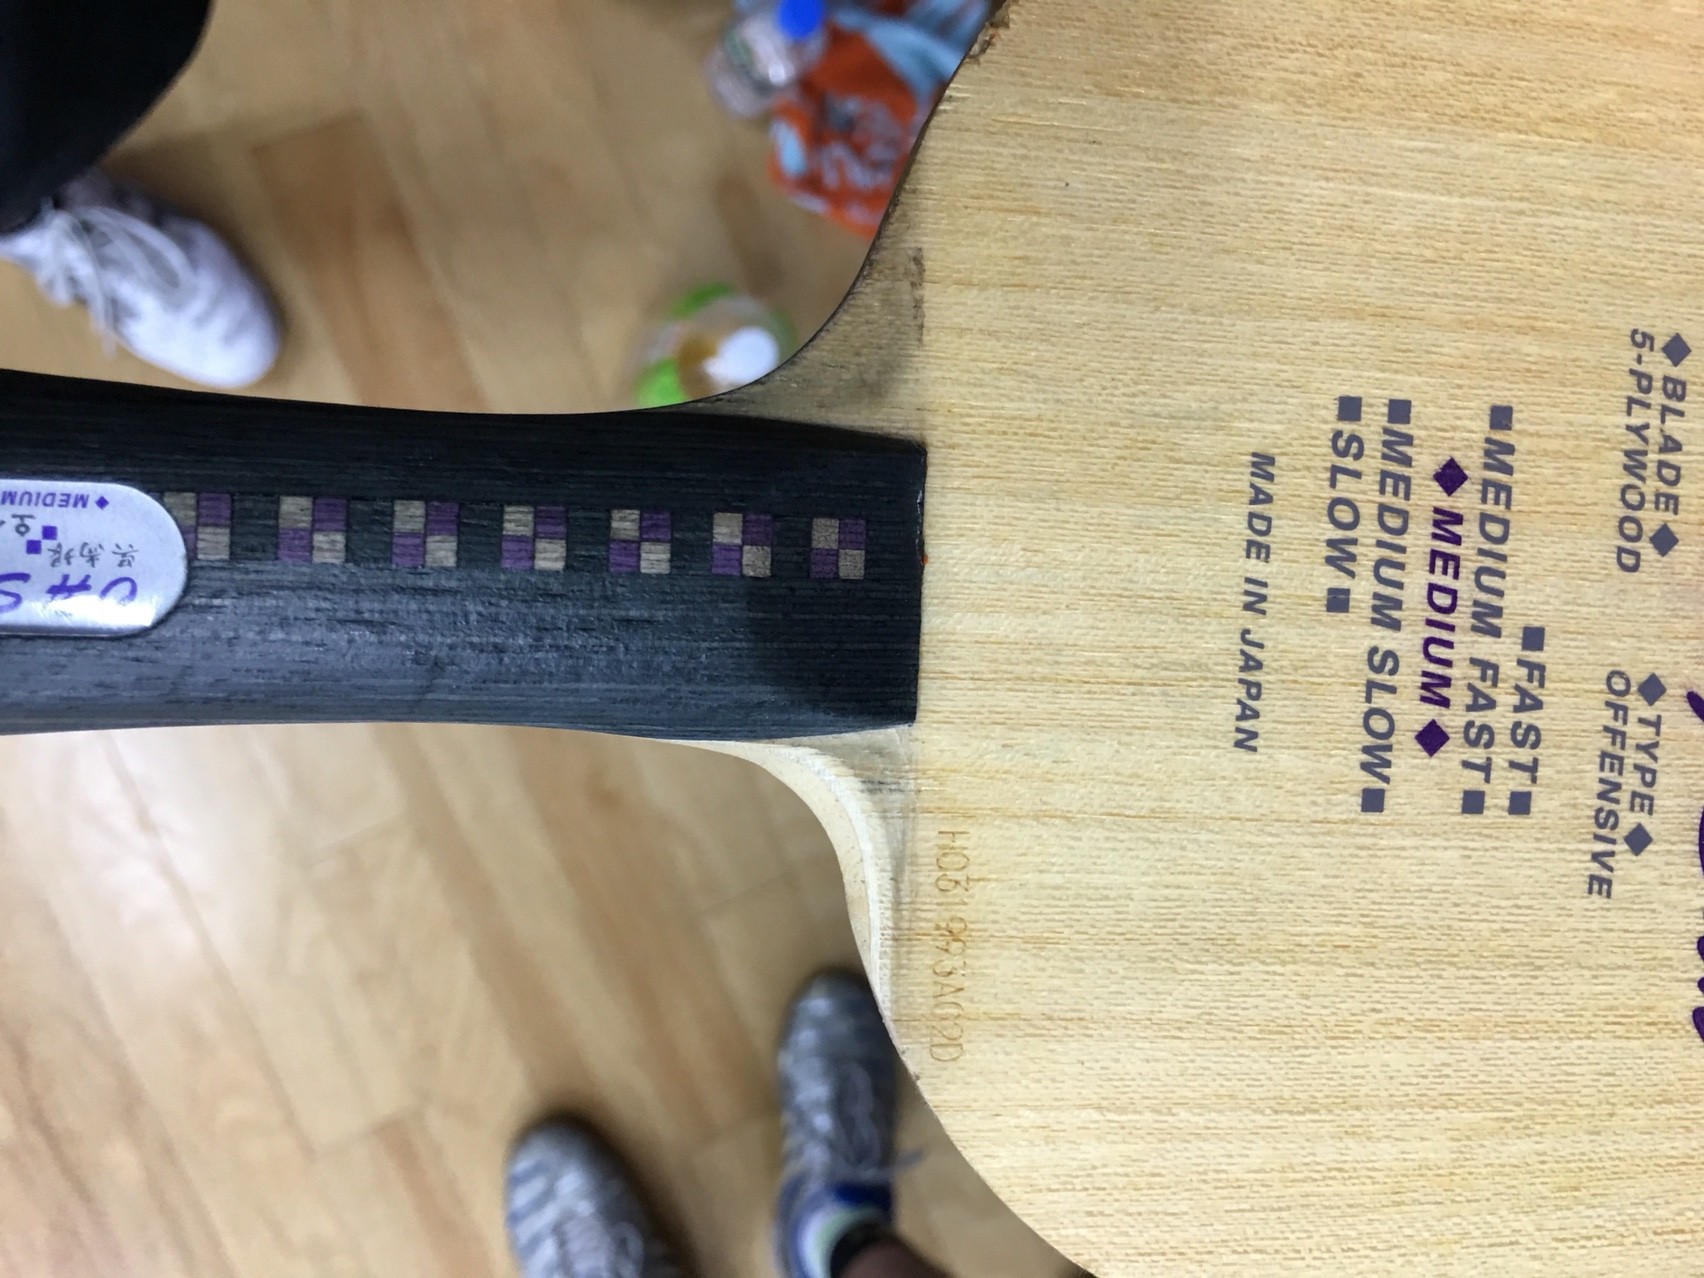 ◆BLADE◆
5-PLYWOOD
◆TYPE◆
OFFENSIVE
■FAST■
■MEDIUM FAST■
◆MEDIUM◆
■MEDIUM SLOW■
■SLOW■
MADE IN JAPAN
◆MEDIUM